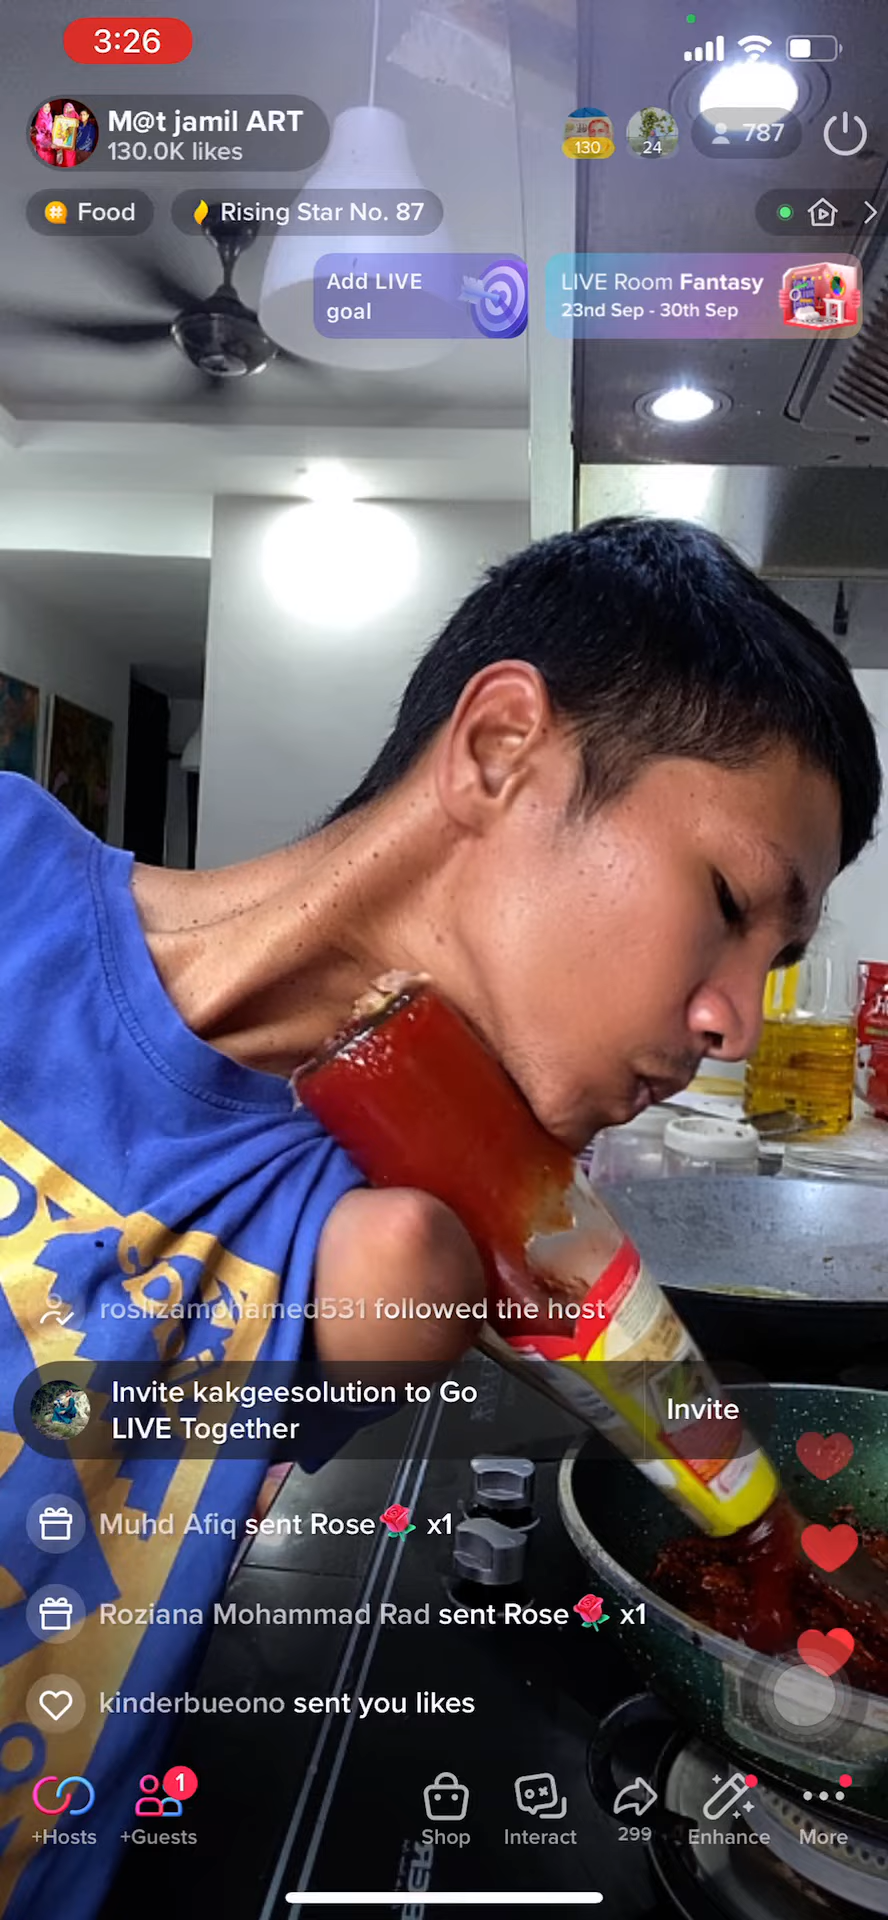 3:26
M@t jamil ART
130.0K likes
130
24
787
Food
Rising Star No. 87
Add LIVE
goal
LIVE Room Fantasy
23nd Sep - 30th Sep
roslizamohamed531 followed the host
Invite kakgeesolution to Go
LIVE Together
Invite
Muhd Afiq sent Rose🌹 x1
Roziana Mohammad Rad sent Rose🌹 x1
kinderbueono sent you likes
1
+Hosts
+Guests
Shop
Interact
299
Enhance
More